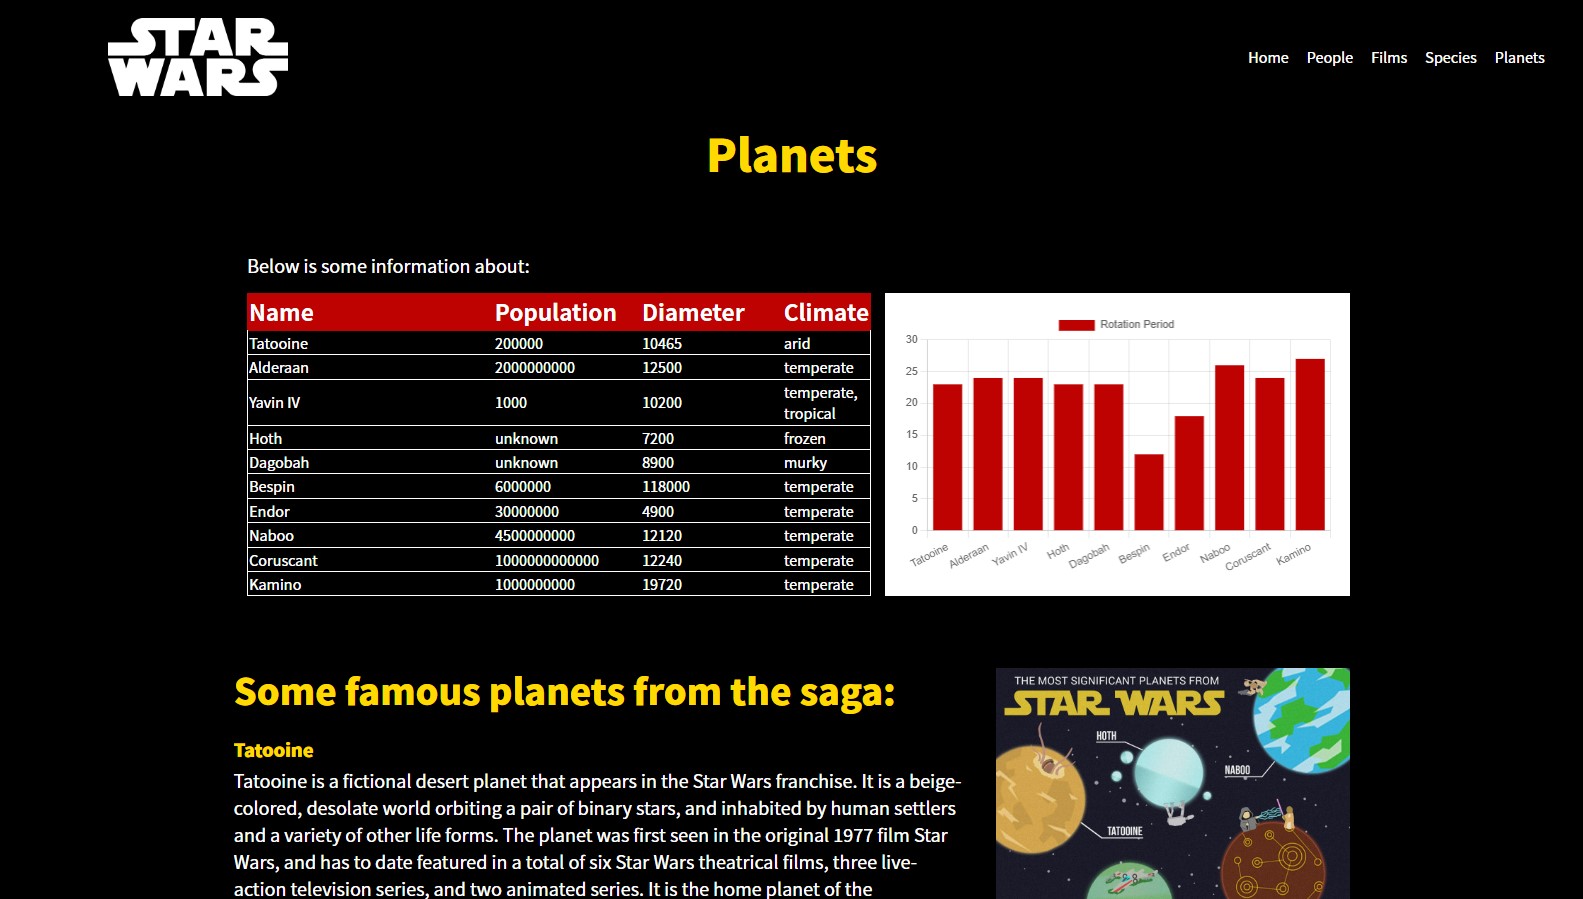 STAR
WARS
Home People Films Species Planets
Planets
Below is some information about:
Name Population Diameter Climate
Tatooine 200000 10465 arid
Alderaan 2000000000 12500 temperate
Yavin IV 1000 10200 temperate, tropical
Hoth unknown 7200 frozen
Dagobah unknown 8900 murky
Bespin 6000000 118000 temperate
Endor 30000000 4900 temperate
Naboo 4500000000 12120 temperate
Coruscant 1000000000000 12240 temperate
Kamino 1000000000 19720 temperate
Rotation Period
30
25
20
15
10
5
0
Tatooine Alderaan Yavin IV Hoth Dagobah Bespin Endor Naboo Coruscant Kamino
Some famous planets from the saga:
Tatooine
Tatooine is a fictional desert planet that appears in the Star Wars franchise. It is a beige-
colored, desolate world orbiting a pair of binary stars, and inhabited by human settlers
and a variety of other life forms. The planet was first seen in the original 1977 film Star
Wars, and has to date featured in a total of six Star Wars theatrical films, three live-
action television series, and two animated series. It is the home planet of the
THE MOST SIGNIFICANT PLANETS FROM
STAR WARS
HOTH
NABOO
TATOOINE